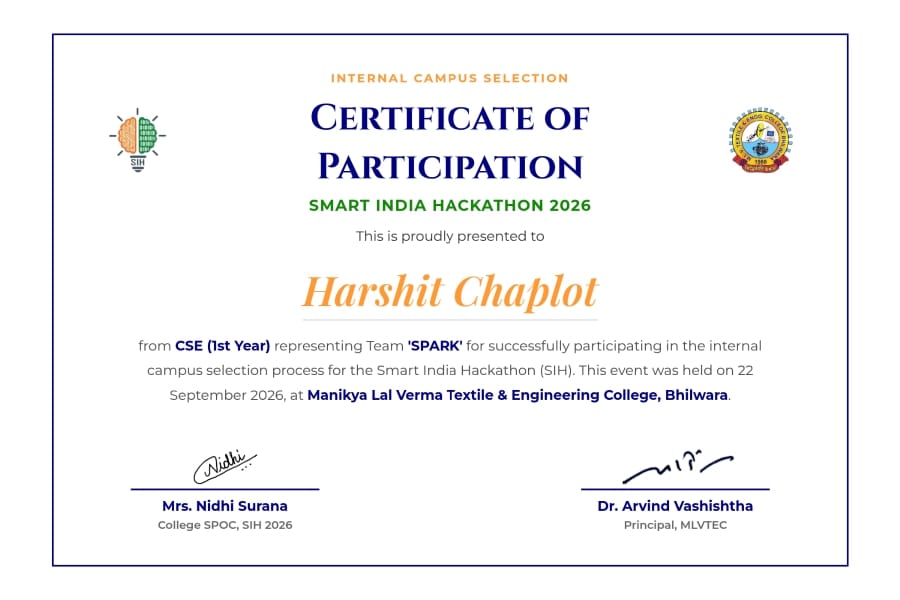 INTERNAL CAMPUS SELECTION
CERTIFICATE OF
PARTICIPATION
SIH
SMART INDIA HACKATHON 2026
This is proudly presented to
Harshit Chaplot
from CSE (1st Year) representing Team 'SPARK' for successfully participating in the internal
campus selection process for the Smart India Hackathon (SIH). This event was held on 22
September 2026, at Manikya Lal Verma Textile & Engineering College, Bhilwara.
Nidhi
Mrs. Nidhi Surana
College SPOC, SIH 2026
Dr. Arvind Vashishtha
Principal, MLVTEC